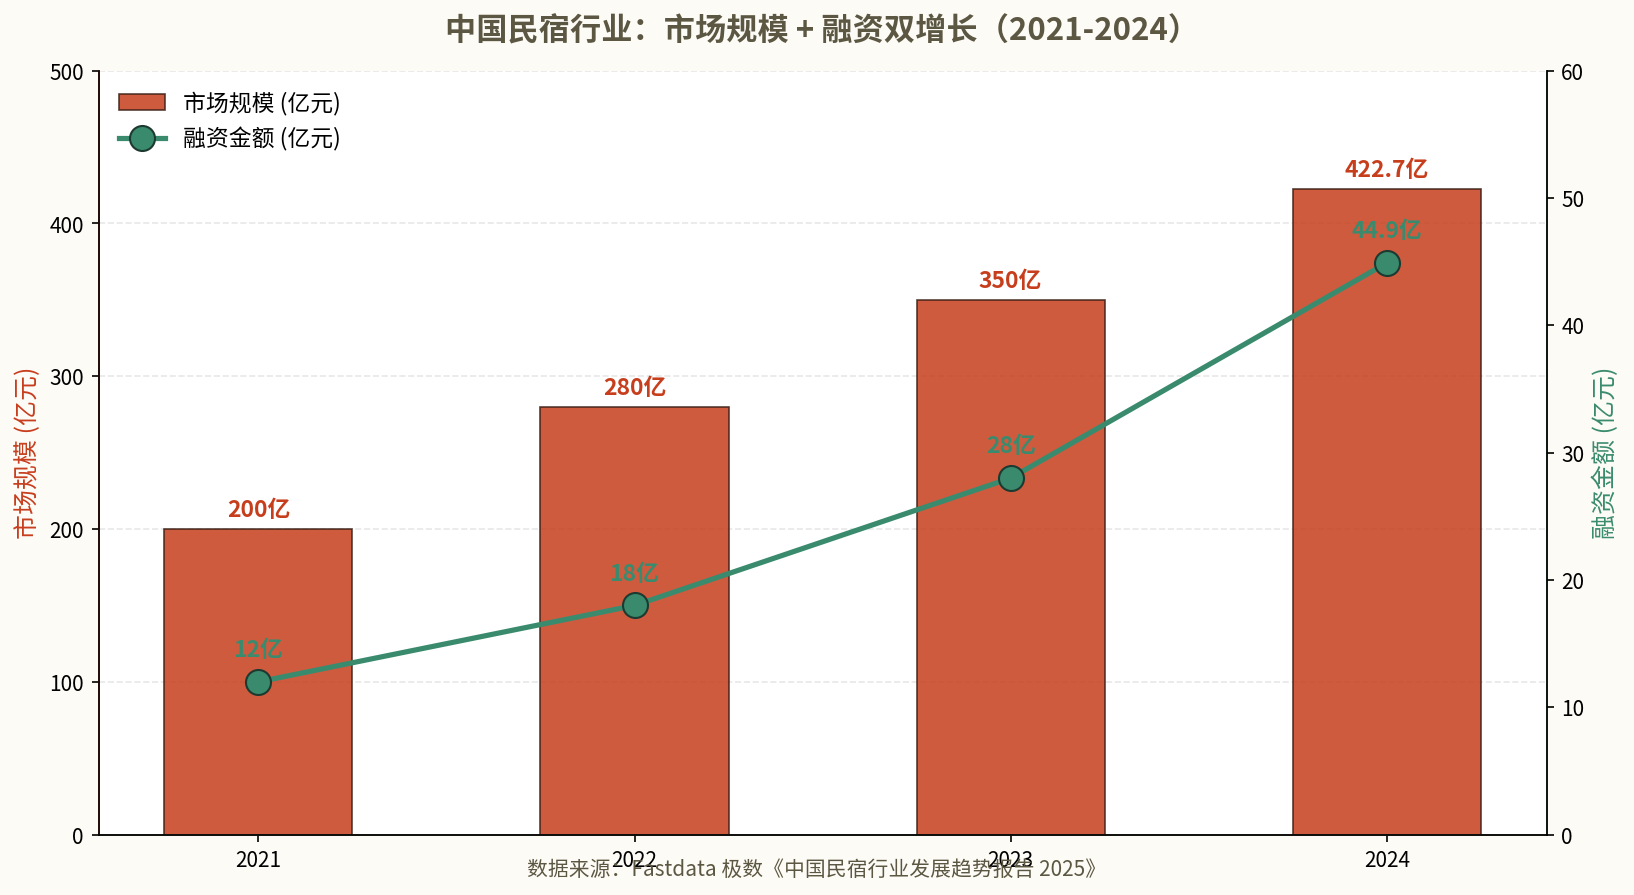 中国民宿行业：市场规模 + 融资双增长（2021-2024）
市场规模 (亿元)
融资金额 (亿元)
500
400
300
200
100
0
市场规模 (亿元)
60
50
40
30
20
10
0
融资金额 (亿元)
200亿
280亿
350亿
422.7亿
12亿
18亿
28亿
44.9亿
2021
2022
2023
2024
数据来源：Fastdata 极数《中国民宿行业发展趋势报告 2025》